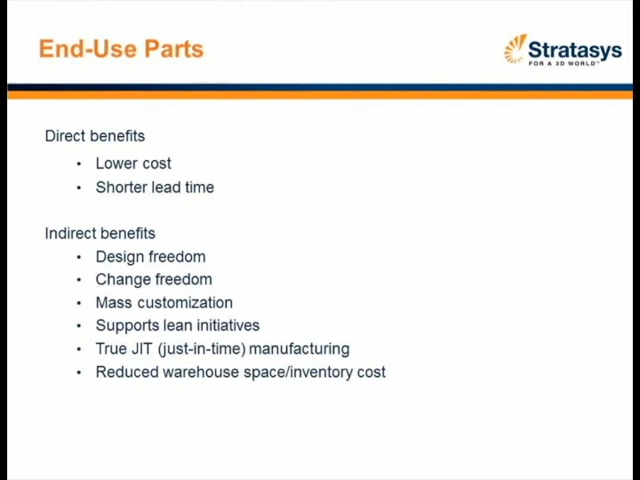 End-Use Parts
Stratasys
FOR A 3D WORLD™
Direct benefits
• Lower cost
• Shorter lead time
Indirect benefits
• Design freedom
• Change freedom
• Mass customization
• Supports lean initiatives
• True JIT (just-in-time) manufacturing
• Reduced warehouse space/inventory cost